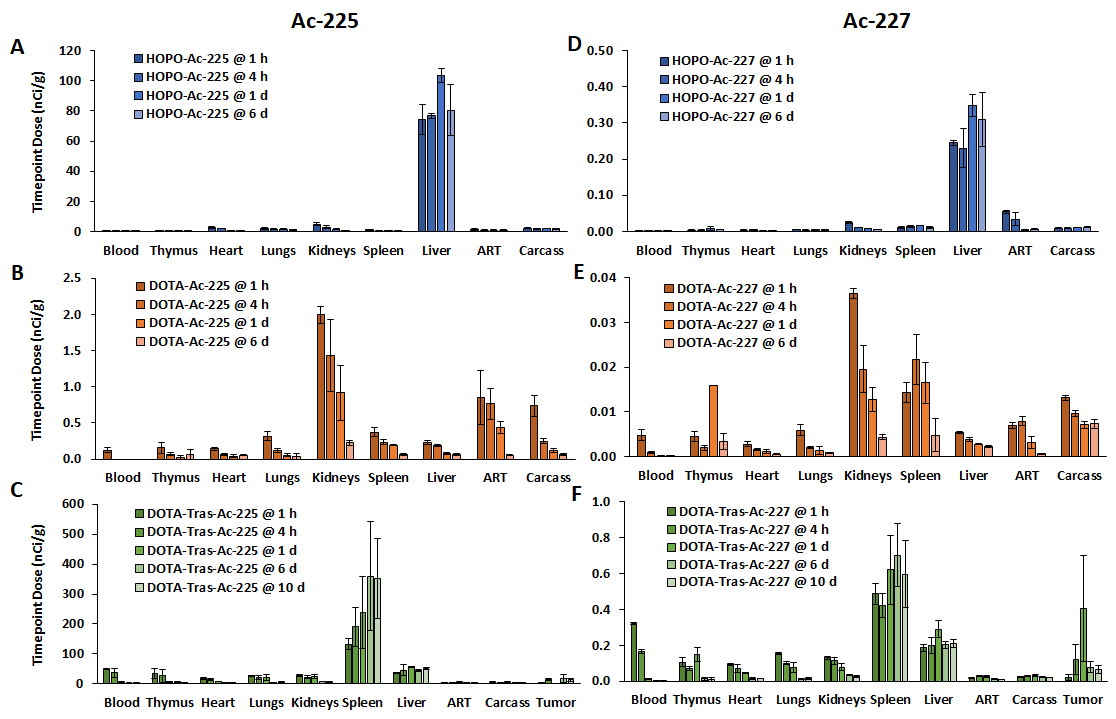 Ac-225
Ac-227
A
Timepoint Dose (nCi/g)
120
100
80
60
40
20
0
HOPO-Ac-225 @ 1 h
HOPO-Ac-225 @ 4 h
HOPO-Ac-225 @ 1 d
HOPO-Ac-225 @ 6 d
Blood Thymus Heart Lungs Kidneys Spleen Liver ART Carcass
D
0.50
0.40
0.30
0.20
0.10
0.00
HOPO-Ac-227 @ 1 h
HOPO-Ac-227 @ 4 h
HOPO-Ac-227 @ 1 d
HOPO-Ac-227 @ 6 d
Blood Thymus Heart Lungs Kidneys Spleen Liver ART Carcass
B
Timepoint Dose (nCi/g)
2.5
2.0
1.5
1.0
0.5
0.0
DOTA-Ac-225 @ 1 h
DOTA-Ac-225 @ 4 h
DOTA-Ac-225 @ 1 d
DOTA-Ac-225 @ 6 d
Blood Thymus Heart Lungs Kidneys Spleen Liver ART Carcass
E
0.04
0.03
0.02
0.01
0.00
DOTA-Ac-227 @ 1 h
DOTA-Ac-227 @ 4 h
DOTA-Ac-227 @ 1 d
DOTA-Ac-227 @ 6 d
Blood Thymus Heart Lungs Kidneys Spleen Liver ART Carcass
C
Timepoint Dose (nCi/g)
600
500
400
300
200
100
0
DOTA-Tras-Ac-225 @ 1 h
DOTA-Tras-Ac-225 @ 4 h
DOTA-Tras-Ac-225 @ 1 d
DOTA-Tras-Ac-225 @ 6 d
DOTA-Tras-Ac-225 @ 10 d
Blood Thymus Heart Lungs Kidneys Spleen Liver ART Carcass Tumor
F
1.0
0.8
0.6
0.4
0.2
0.0
DOTA-Tras-Ac-227 @ 1 h
DOTA-Tras-Ac-227 @ 4 h
DOTA-Tras-Ac-227 @ 1 d
DOTA-Tras-Ac-227 @ 6 d
DOTA-Tras-Ac-227 @ 10 d
Blood Thymus Heart Lungs Kidneys Spleen Liver ART Carcass Tumor